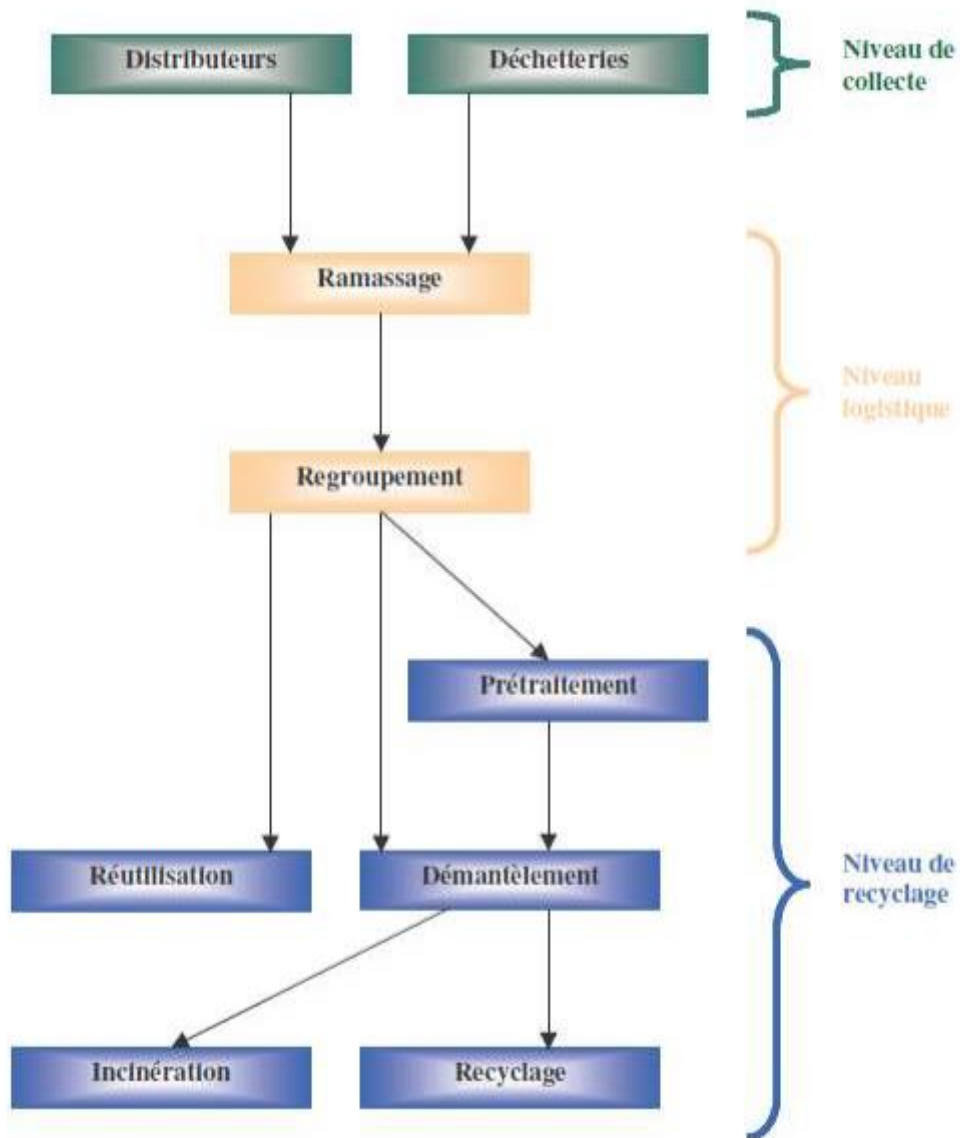 Distributeurs
Déchetteries
Niveau de
collecte
Ramassage
Niveau
logistique
Regroupement
Prétraitement
Réutilisation
Démantèlement
Niveau de
recyclage
Incinération
Recyclage